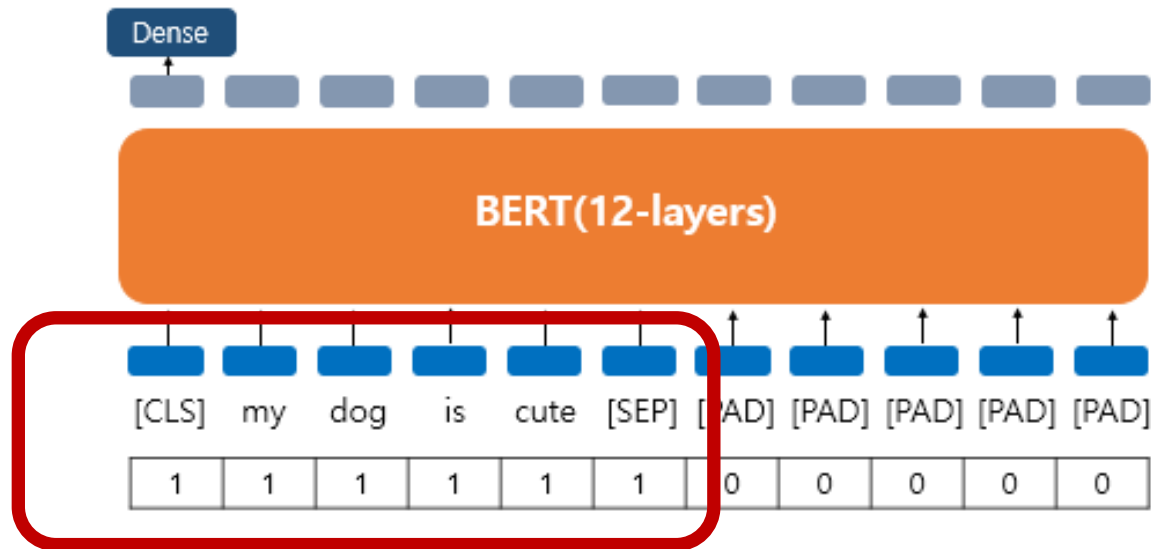 Dense
BERT(12-layers)
[CLS] my dog is cute [SEP] [PAD] [PAD] [PAD] [PAD] [PAD]
1 1 1 1 1 1 0 0 0 0 0